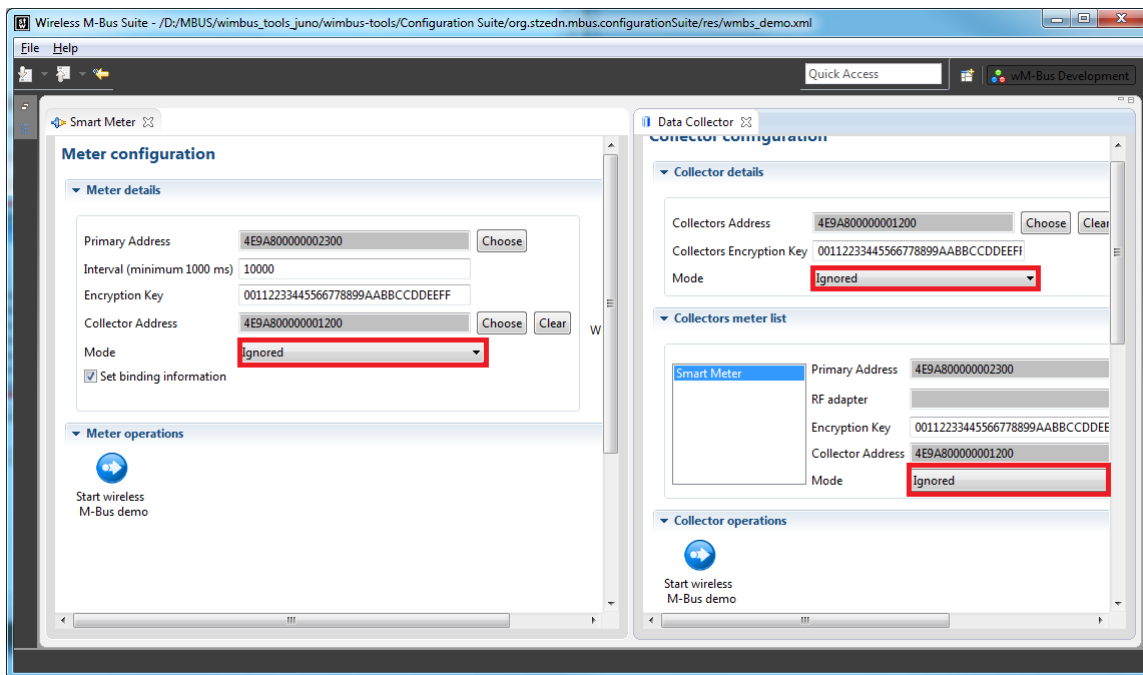 Wireless M-Bus Suite - /D:/MBUS/wimbus_tools_juno/wimbus-tools/Configuration Suite/org.stzedn.mbus.configurationSuite/res/wmbs_demo.xml
File Help
Quick Access
wM-Bus Development
Smart Meter
Meter configuration
Meter details
Primary Address 4E9A800000002300 Choose
Interval (minimum 1000 ms) 10000
Encryption Key 00112233445566778899AABBCCDDEEFF
Collector Address 4E9A800000001200 Choose Clear
W
Mode Ignored
Set binding information
Meter operations
Start wireless
M-Bus demo
Data Collector
Collector configuration
Collector details
Collectors Address 4E9A800000001200 Choose Clear
Collectors Encryption Key 00112233445566778899AABBCCDDEEFF
Mode Ignored
Collectors meter list
Smart Meter
Primary Address 4E9A800000002300
RF adapter
Encryption Key 00112233445566778899AABBCCDDEE
Collector Address 4E9A800000001200
Mode Ignored
Collector operations
Start wireless
M-Bus demo